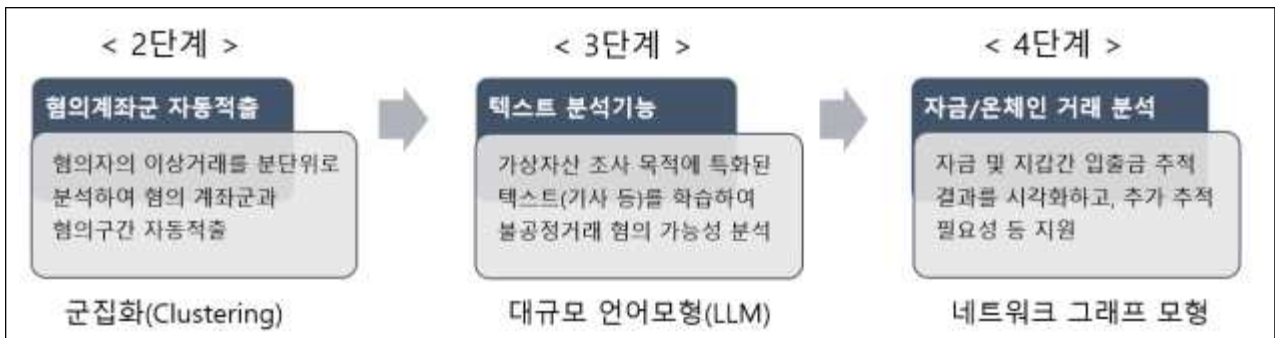 < 2단계 >
혐의계좌군 자동적출
혐의자의 이상거래를 분단위로
분석하여 혐의 계좌군과
혐의구간 자동적출
군집화(Clustering)
< 3단계 >
텍스트 분석기능
가상자산 조사 목적에 특화된
텍스트(기사 등)를 학습하여
불공정거래 혐의 가능성 분석
대규모 언어모형(LLM)
< 4단계 >
자금/온체인 거래 분석
자금 및 지갑간 입출금 추적
결과를 시각화하고, 추가 추적
필요성 등 지원
네트워크 그래프 모형